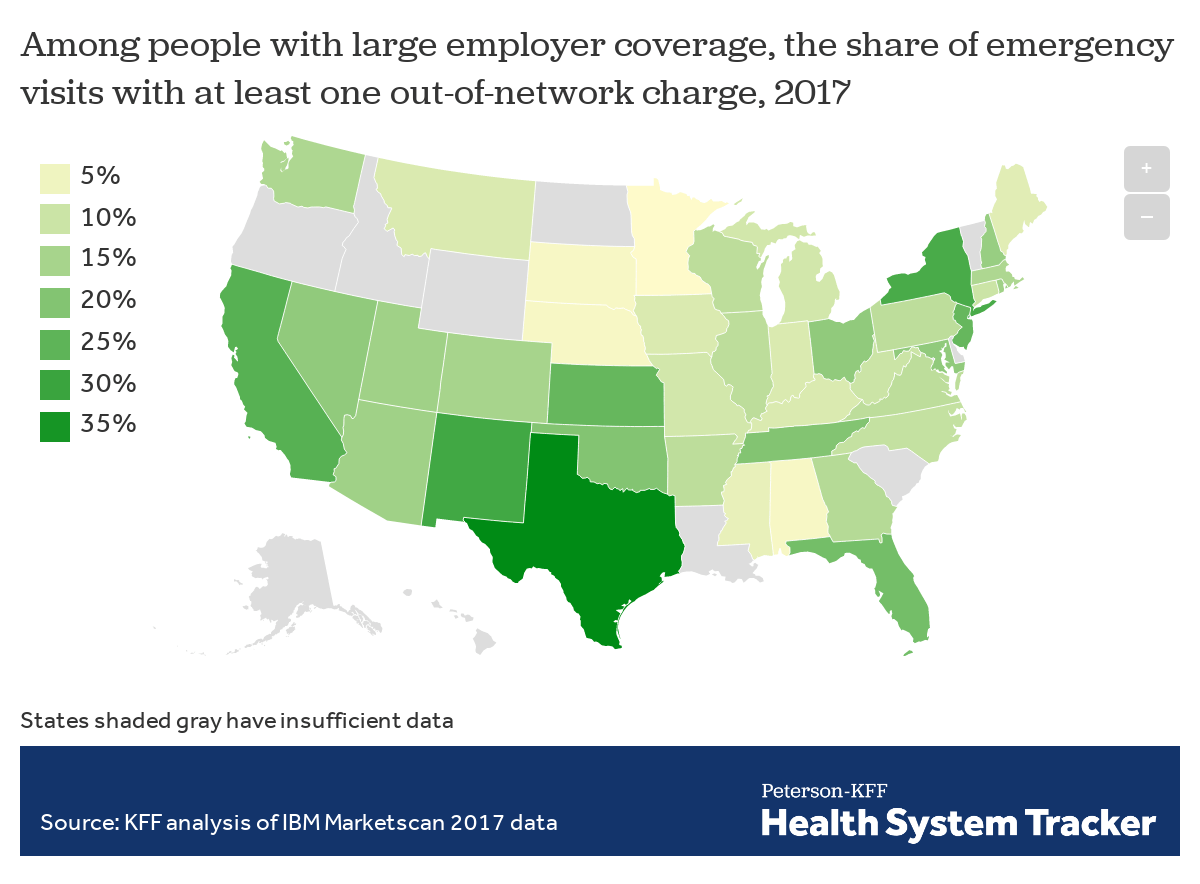 Among people with large employer coverage, the share of emergency
visits with at least one out-of-network charge, 2017
5%
10%
15%
20%
25%
30%
35%
+
−
States shaded gray have insufficient data
Source: KFF analysis of IBM Marketscan 2017 data
Peterson-KFF
Health System Tracker